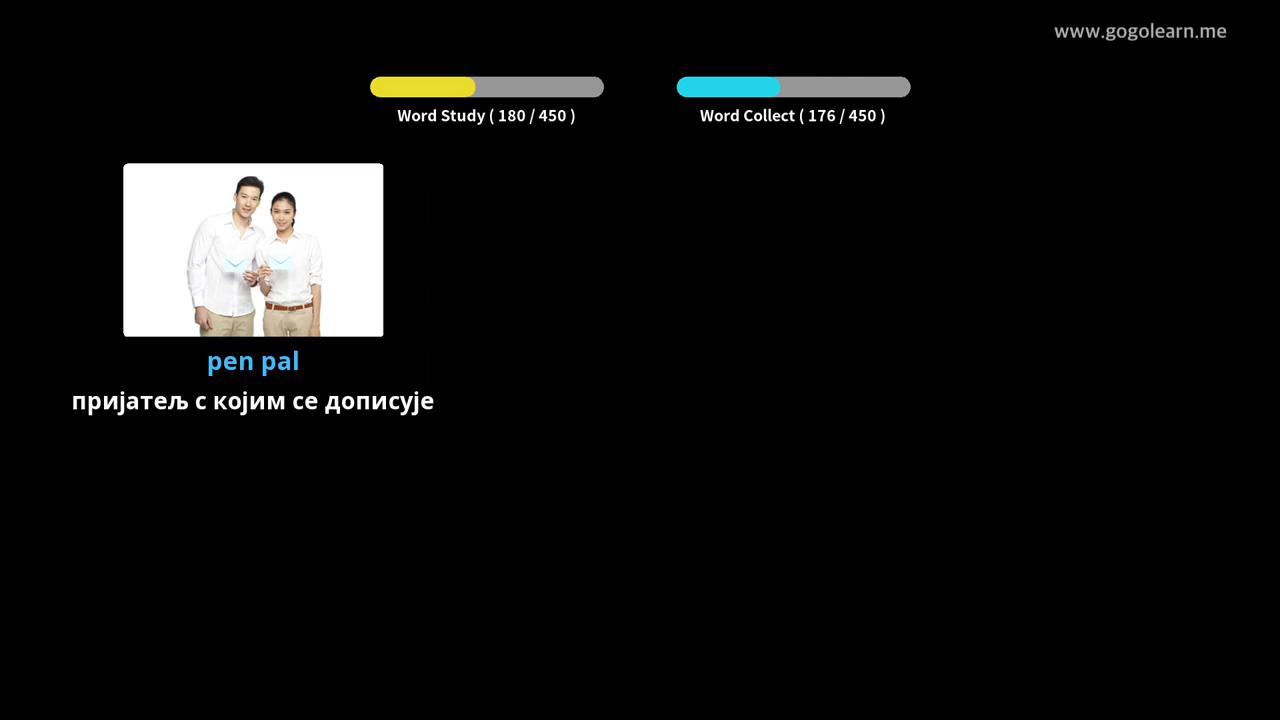 www.gogolearn.me
Word Study ( 180 / 450 )
Word Collect ( 176 / 450 )
pen pal
пријатељ с којим се дописује